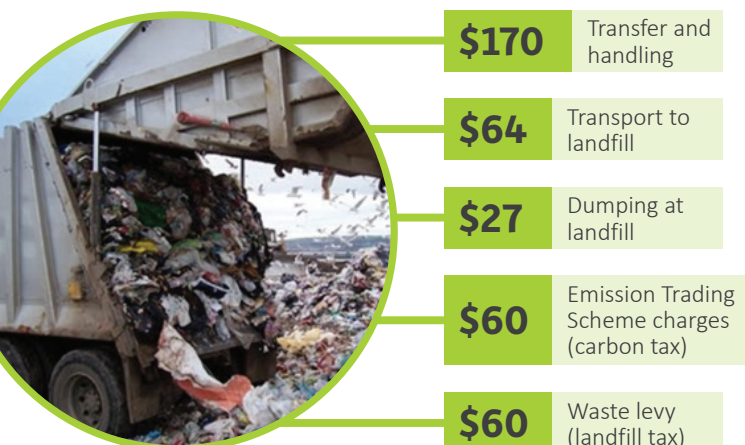 $170
Transfer and
handling
$64
Transport to
landfill
$27
Dumping at
landfill
$60
Emission Trading
Scheme charges
(carbon tax)
$60
Waste levy
(landfill tax)